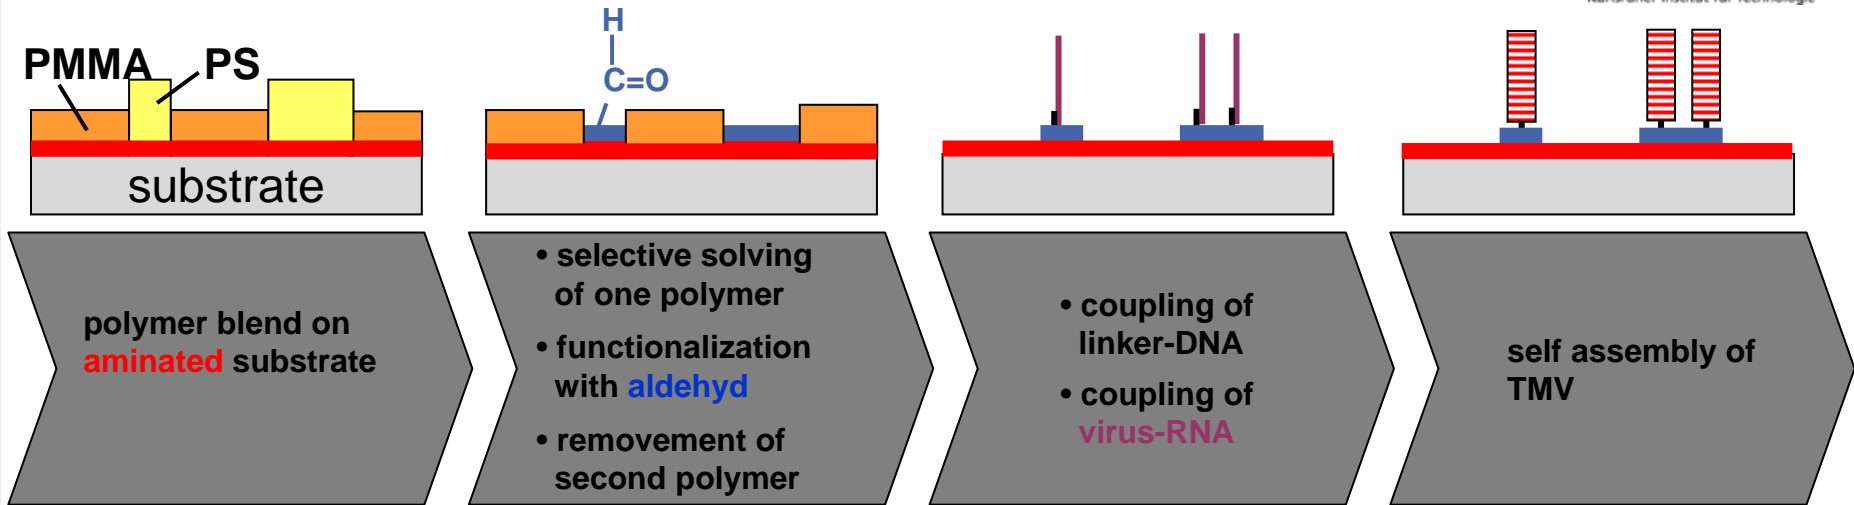 PMMA
PS
substrate
H
C=O
polymer blend on
aminated substrate
• selective solving
of one polymer
• functionalization
with aldehyd
• removement of
second polymer
• coupling of
linker-DNA
• coupling of
virus-RNA
self assembly of
TMV